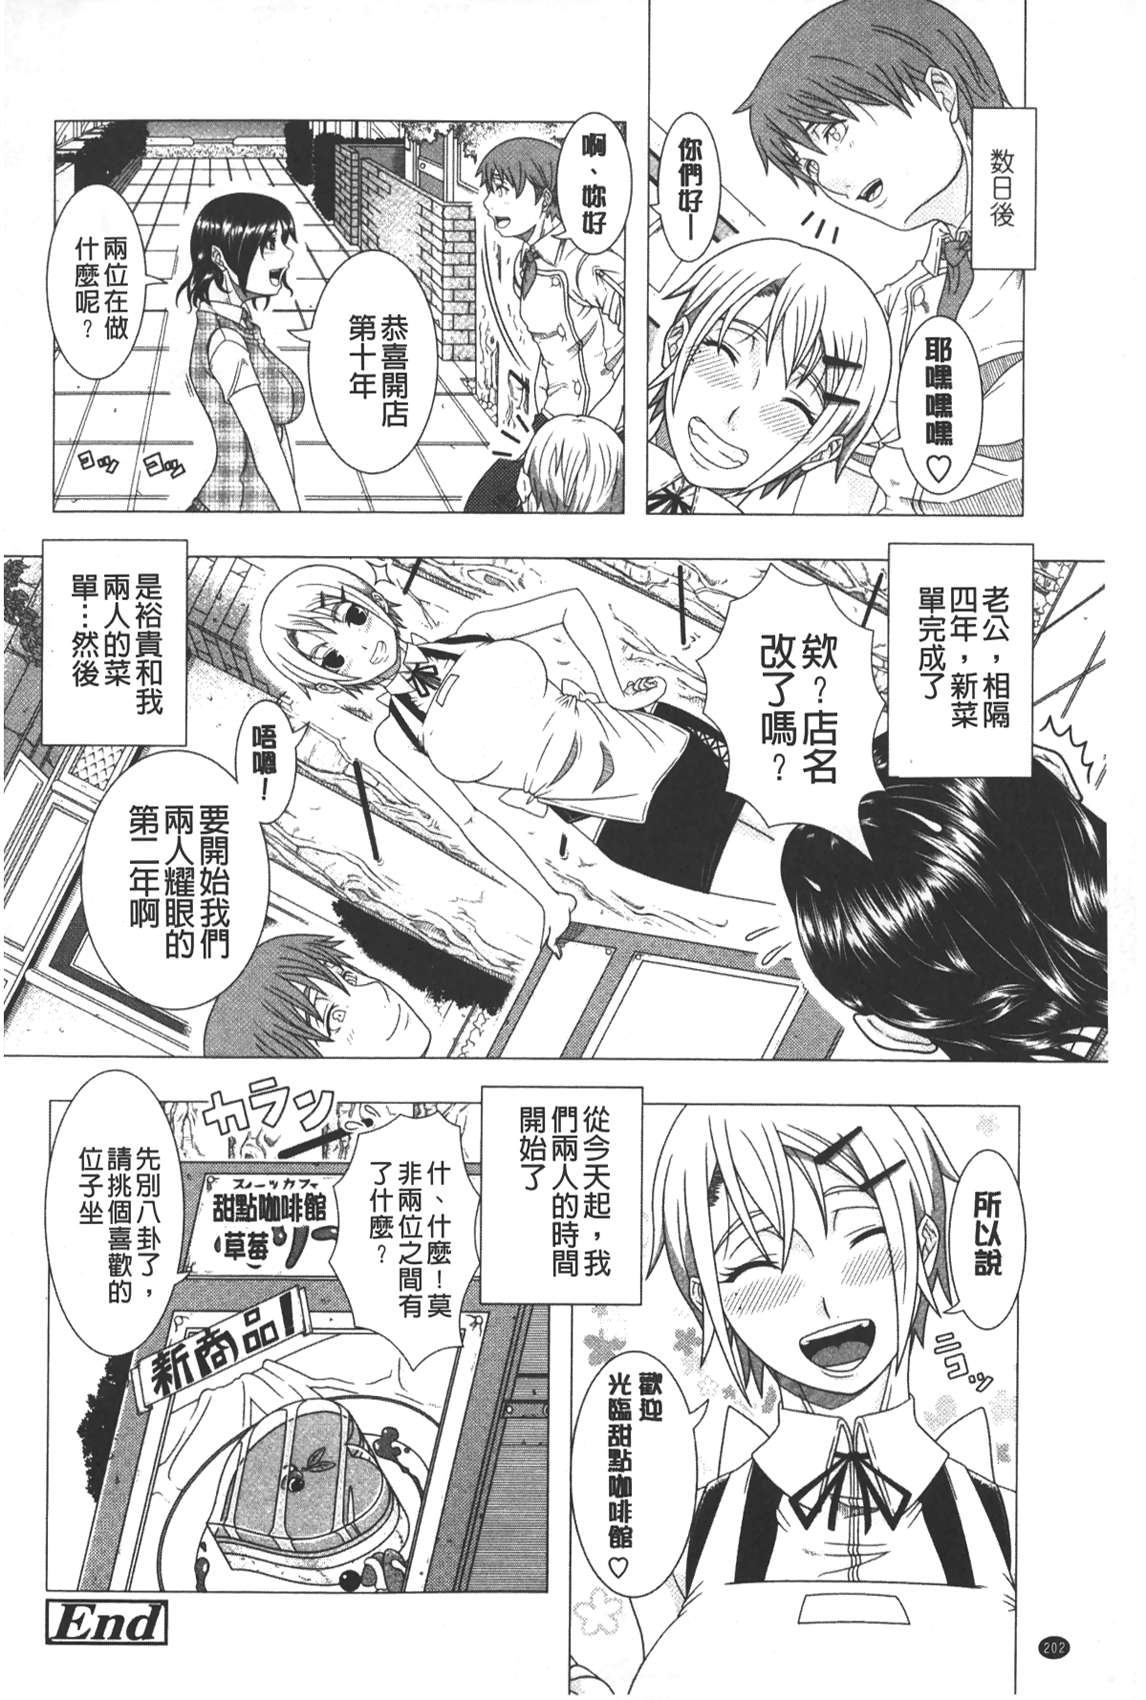 数日後
你們好ー
耶嘿嘿嘿♡
啊、妳好
恭喜開店
第十年
兩位在做
什麼呢？
ヨッ
ヨッ
老公，相隔
四年，新菜
單完成了
欸？店名
改了嗎？
唔嗯！
要開始我們
兩人耀眼的
第二年啊
是裕貴和我
兩人的菜
單…然後
所以說
ニコッ
歡迎
光臨甜點咖啡館♡
從今天起，我
們兩人的時間
開始了
什、什麼！莫
非兩位之間有
了什麼？
カラン
スイーツカフェ
甜點咖啡館
草莓
新商品！
先別八卦了，
請挑個喜歡的
位子坐
End
202